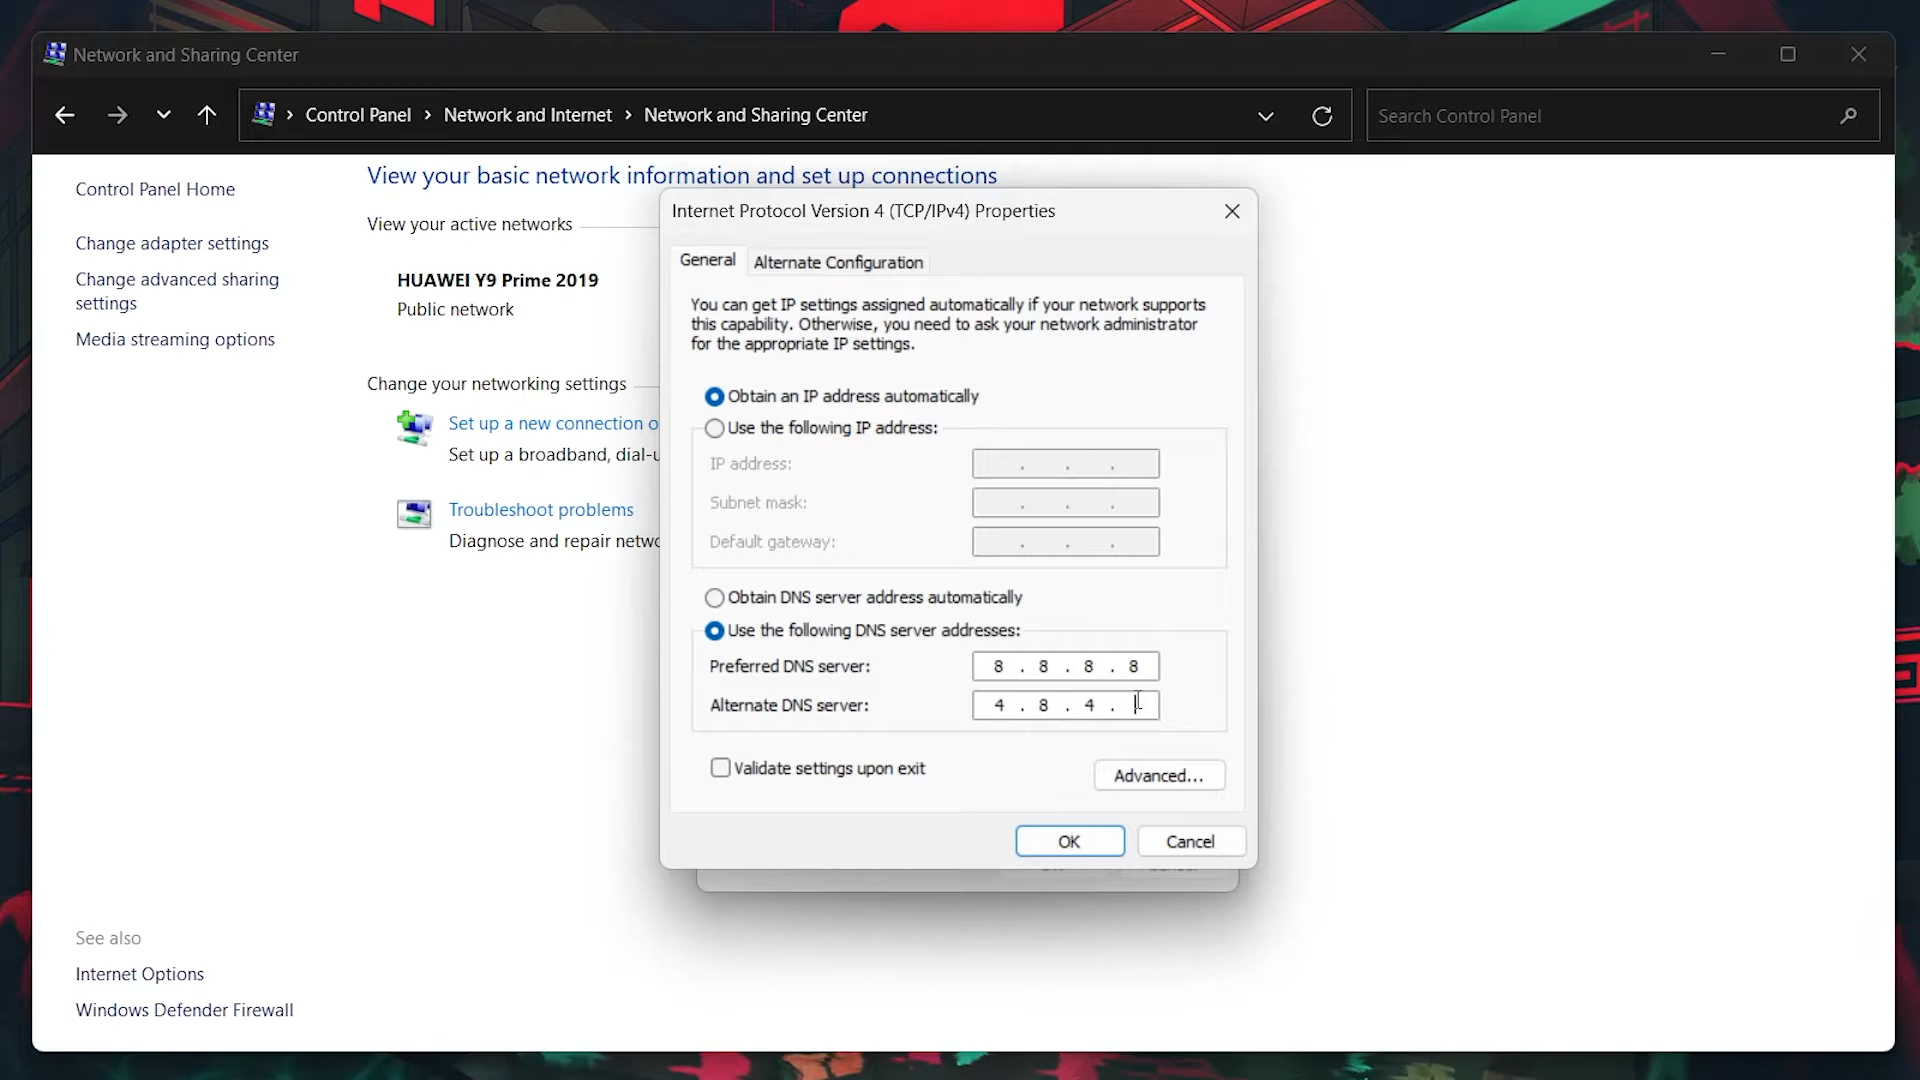 Network and Sharing Center
Control Panel > Network and Internet > Network and Sharing Center
Search Control Panel
Control Panel Home
Change adapter settings
Change advanced sharing
settings
Media streaming options
See also
Internet Options
Windows Defender Firewall
View your basic network information and set up connections
View your active networks
HUAWEI Y9 Prime 2019
Public network
Change your networking settings
Set up a new connection o
Set up a broadband, dial-u
Troubleshoot problems
Diagnose and repair netwo
Internet Protocol Version 4 (TCP/IPv4) Properties
General
Alternate Configuration
You can get IP settings assigned automatically if your network supports
this capability. Otherwise, you need to ask your network administrator
for the appropriate IP settings.
Obtain an IP address automatically
Use the following IP address:
IP address: . . .
Subnet mask: . . .
Default gateway: . . .
Obtain DNS server address automatically
Use the following DNS server addresses:
Preferred DNS server: 8 . 8 . 8 . 8
Alternate DNS server: 4 . 8 . 4 .
Validate settings upon exit
Advanced...
OK
Cancel